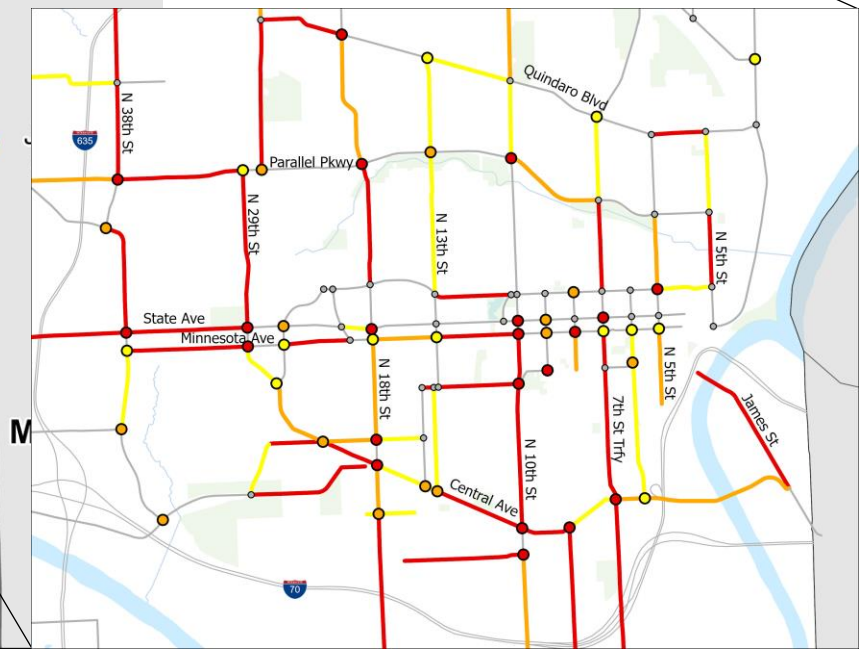 Quindaro Blvd
N 38th St
635
Parallel Pkwy
N 29th St
N 13th St
N 5th St
State Ave
Minnesota Ave
N 18th St
N 5th St
M
7th St Trfy
James St
N 10th St
Central Ave
70